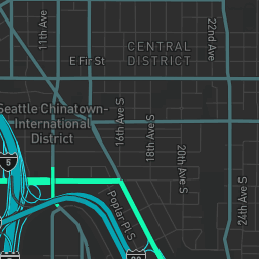 11th Ave
22nd Ave
CENTRAL
DISTRICT
E Fir St
Seattle Chinatown-
International
District
16th Ave S
18th Ave S
20th Ave S
24th Ave S
5
Poplar Pl S
90